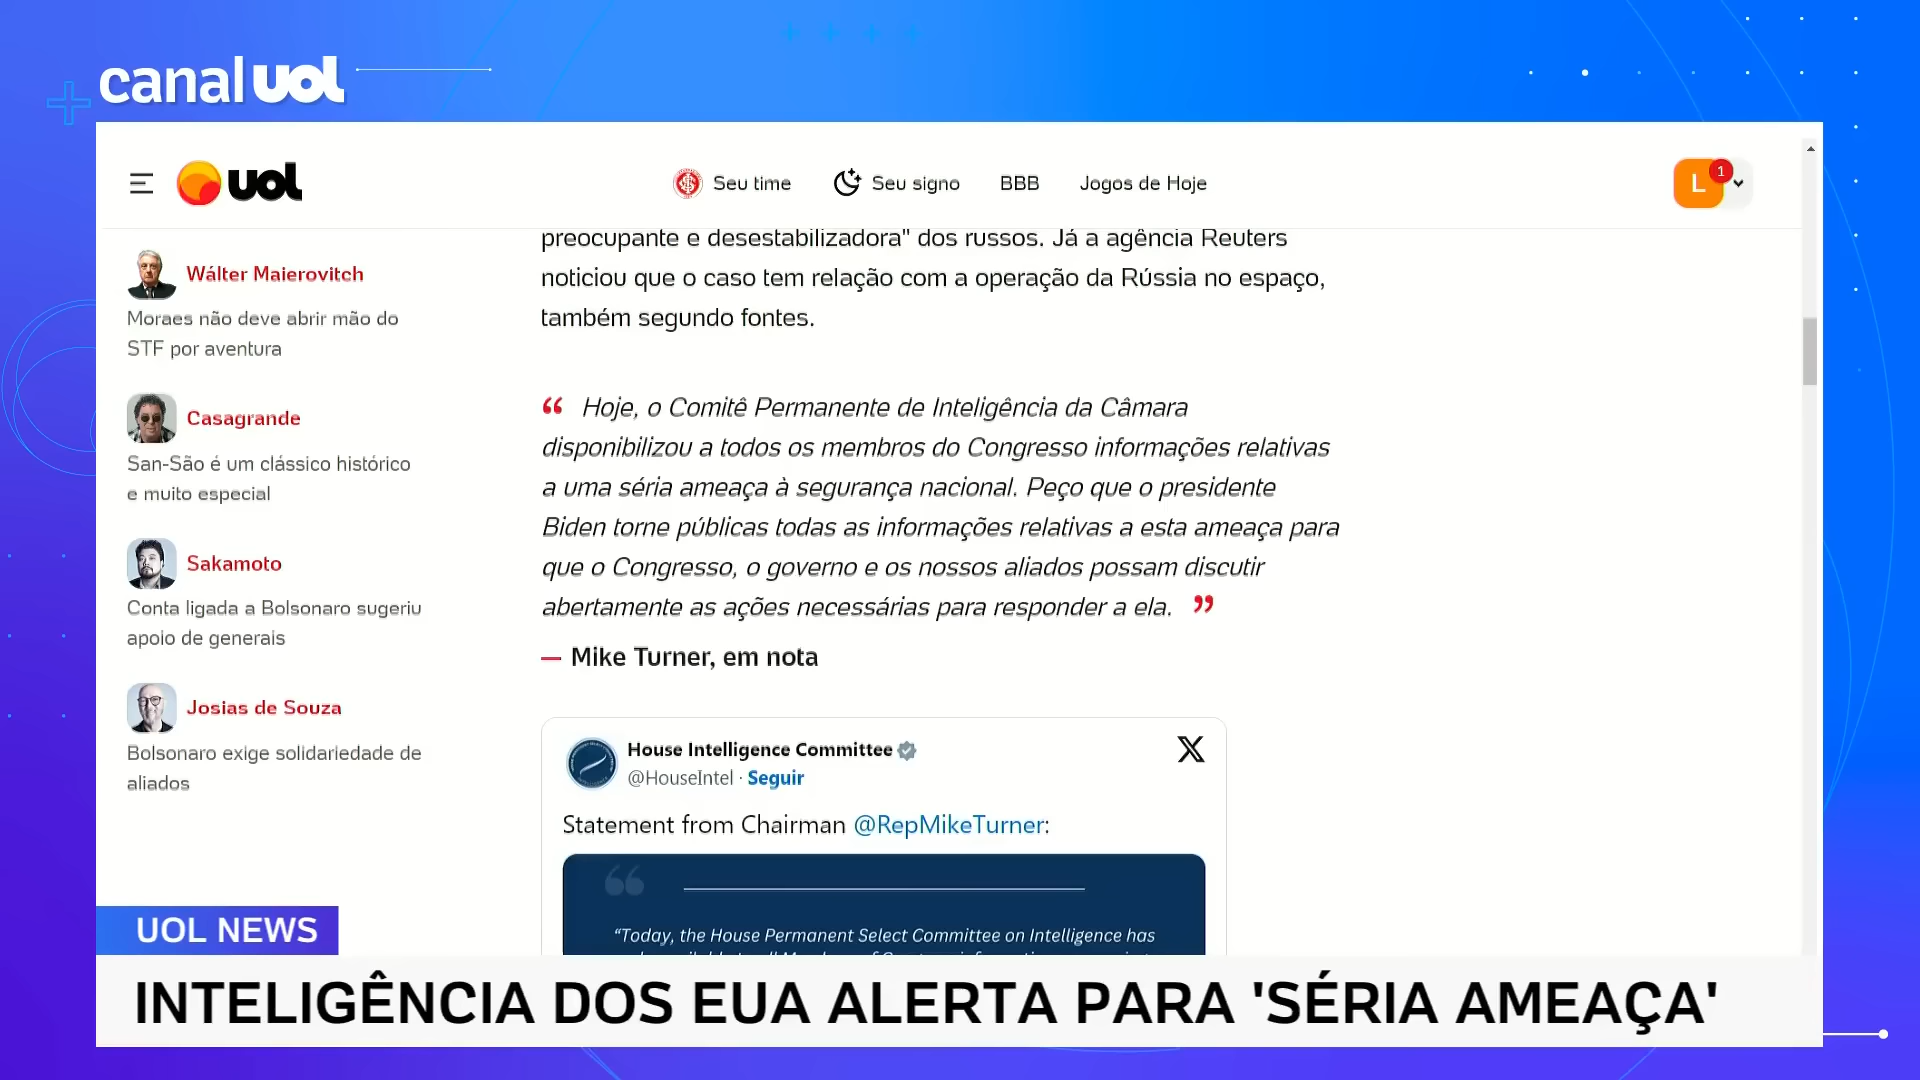 canal uol
uol
Seu time
Seu signo
BBB
Jogos de Hoje
L
1
Wálter Maierovitch
Moraes não deve abrir mão do
STF por aventura
Casagrande
San-São é um clássico histórico
e muito especial
Sakamoto
Conta ligada a Bolsonaro sugeriu
apoio de generais
Josias de Souza
Bolsonaro exige solidariedade de
aliados
preocupante e desestabilizadora" dos russos. Já a agência Reuters
noticiou que o caso tem relação com a operação da Rússia no espaço,
também segundo fontes.
“ Hoje, o Comitê Permanente de Inteligência da Câmara
disponibilizou a todos os membros do Congresso informações relativas
a uma séria ameaça à segurança nacional. Peço que o presidente
Biden torne públicas todas as informações relativas a esta ameaça para
que o Congresso, o governo e os nossos aliados possam discutir
abertamente as ações necessárias para responder a ela. ”
— Mike Turner, em nota
House Intelligence Committee
@HouseIntel · Seguir
Statement from Chairman @RepMikeTurner:
“Today, the House Permanent Select Committee on Intelligence has
UOL NEWS
INTELIGÊNCIA DOS EUA ALERTA PARA 'SÉRIA AMEAÇA'